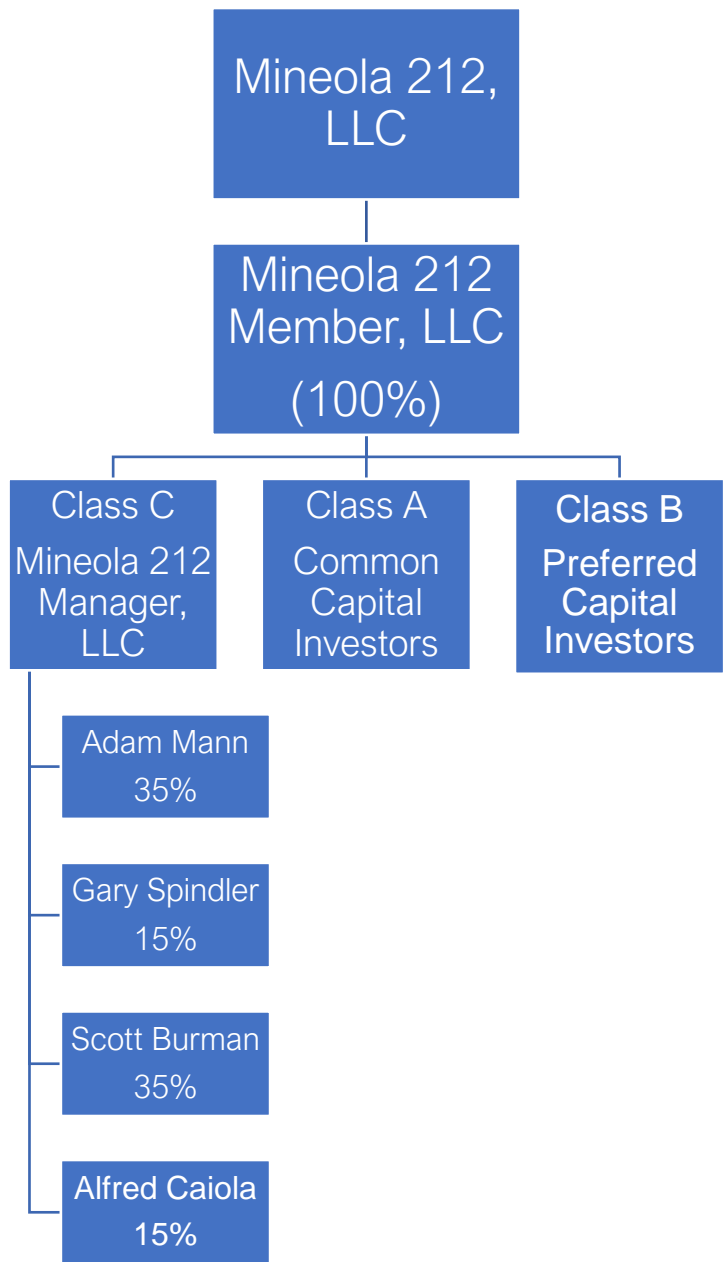 Mineola 212,
LLC
Mineola 212
Member, LLC
(100%)
Class C
Mineola 212
Manager,
LLC
Class A
Common
Capital
Investors
Class B
Preferred
Capital
Investors
Adam Mann
35%
Gary Spindler
15%
Scott Burman
35%
Alfred Caiola
15%